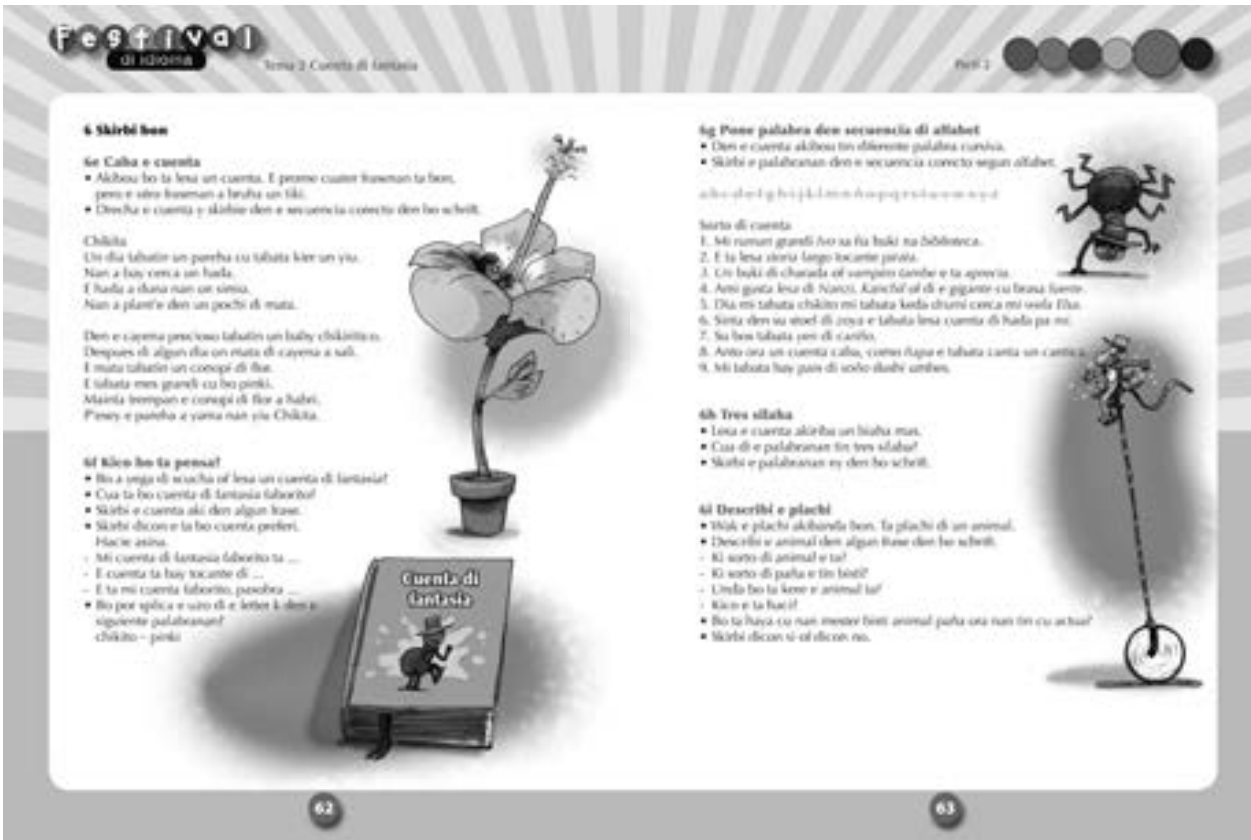 Festival
di idioma
Tema 2 Cuenta di fantasia
6 Skirbi bon
6e Caba e cuenta
• Akibou bo ta lesa un cuenta. E prome cuater frasenan ta bon,
pero e otro frasenan a bruha un tiki.
• Drecha e cuenta y skirbie den e secuencia corecto den bo schrift.
Chikita
Un dia tabatin un pareha cu tabata kier un yiu.
Nan a bay cerca un hada.
E hada a duna nan un simia.
Nan a plant'e den un pochi di mata.
Den e cayena precioso tabatin un baby chikititico.
Despues di algun dia un mata di cayena a sali.
E mata tabatin un conopi di flor.
E tabata mes grandi cu bo pinki.
Mainta trempan e conopi di flor a habri.
P'esey e pareha a yama nan yiu Chikita.
6f Kico bo ta pensa?
• Bo a yega di scucha of lesa un cuenta di fantasia?
• Cua ta bo cuenta di fantasia faborito?
• Skirbi e cuenta aki den algun frase.
• Skirbi dicon e ta bo cuenta preferi.
Hacie asina.
- Mi cuenta di fantasia faborito ta ...
- E cuenta ta bay tocante di ...
- E ta mi cuenta faborito, pasobra ...
• Bo por splica e uzo di e letter k den e
siguiente palabranan?
chikito – pinki
Cuenta di
fantasia
62
Parti 2
6g Pone palabra den secuencia di alfabet
• Den e cuenta akibou tin diferente palabra cursiva.
• Skirbi e palabranan den e secuencia corecto segun alfabet.
a b c d e f g h i j k l m n ñ o p q r s t u v w x y z
Sorto di cuenta
1. Mi ruman grandi Ivo sa fia buki na biblioteca.
2. E ta lesa storia largo tocante pirata.
3. Un buki di charada of vampiro tambe e ta aprecia.
4. Ami gusta lesa di Nanzi, Kanchil of di e gigante cu brasa fuerte.
5. Dia mi tabata chikito mi tabata keda drumi cerca mi wela Elsa.
6. Sinta den su stoel di zoya e tabata lesa cuenta di hada pa mi.
7. Su bos tabata yen di cariño.
8. Anto ora un cuenta caba, como ñapa e tabata canta un cantica.
9. Mi tabata bay pais di soño dushi umbes.
6h Tres silaba
• Lesa e cuenta akiriba un biaha mas.
• Cua di e palabranan tin tres silaba?
• Skirbi e palabranan ey den bo schrift.
6i Describi e plachi
• Wak e plachi akibanda bon. Ta plachi di un animal.
• Describi e animal den algun frase den bo schrift.
- Ki sorto di animal e ta?
- Ki sorto di paña e tin bisti?
- Unda bo ta kere e animal ta?
- Kico e ta haci?
• Bo ta haya cu nan mester bisti animal paña ora nan tin cu actua?
• Skirbi dicon si of dicon no.
63